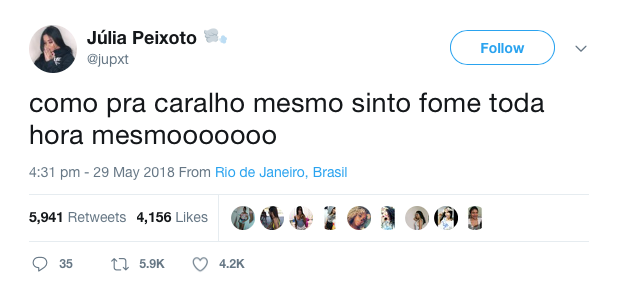 Júlia Peixoto
@jupxt
Follow
como pra caralho mesmo sinto fome toda
hora mesmooooooo
4:31 pm - 29 May 2018 From Rio de Janeiro, Brasil
5,941 Retweets 4,156 Likes
35 5.9K 4.2K